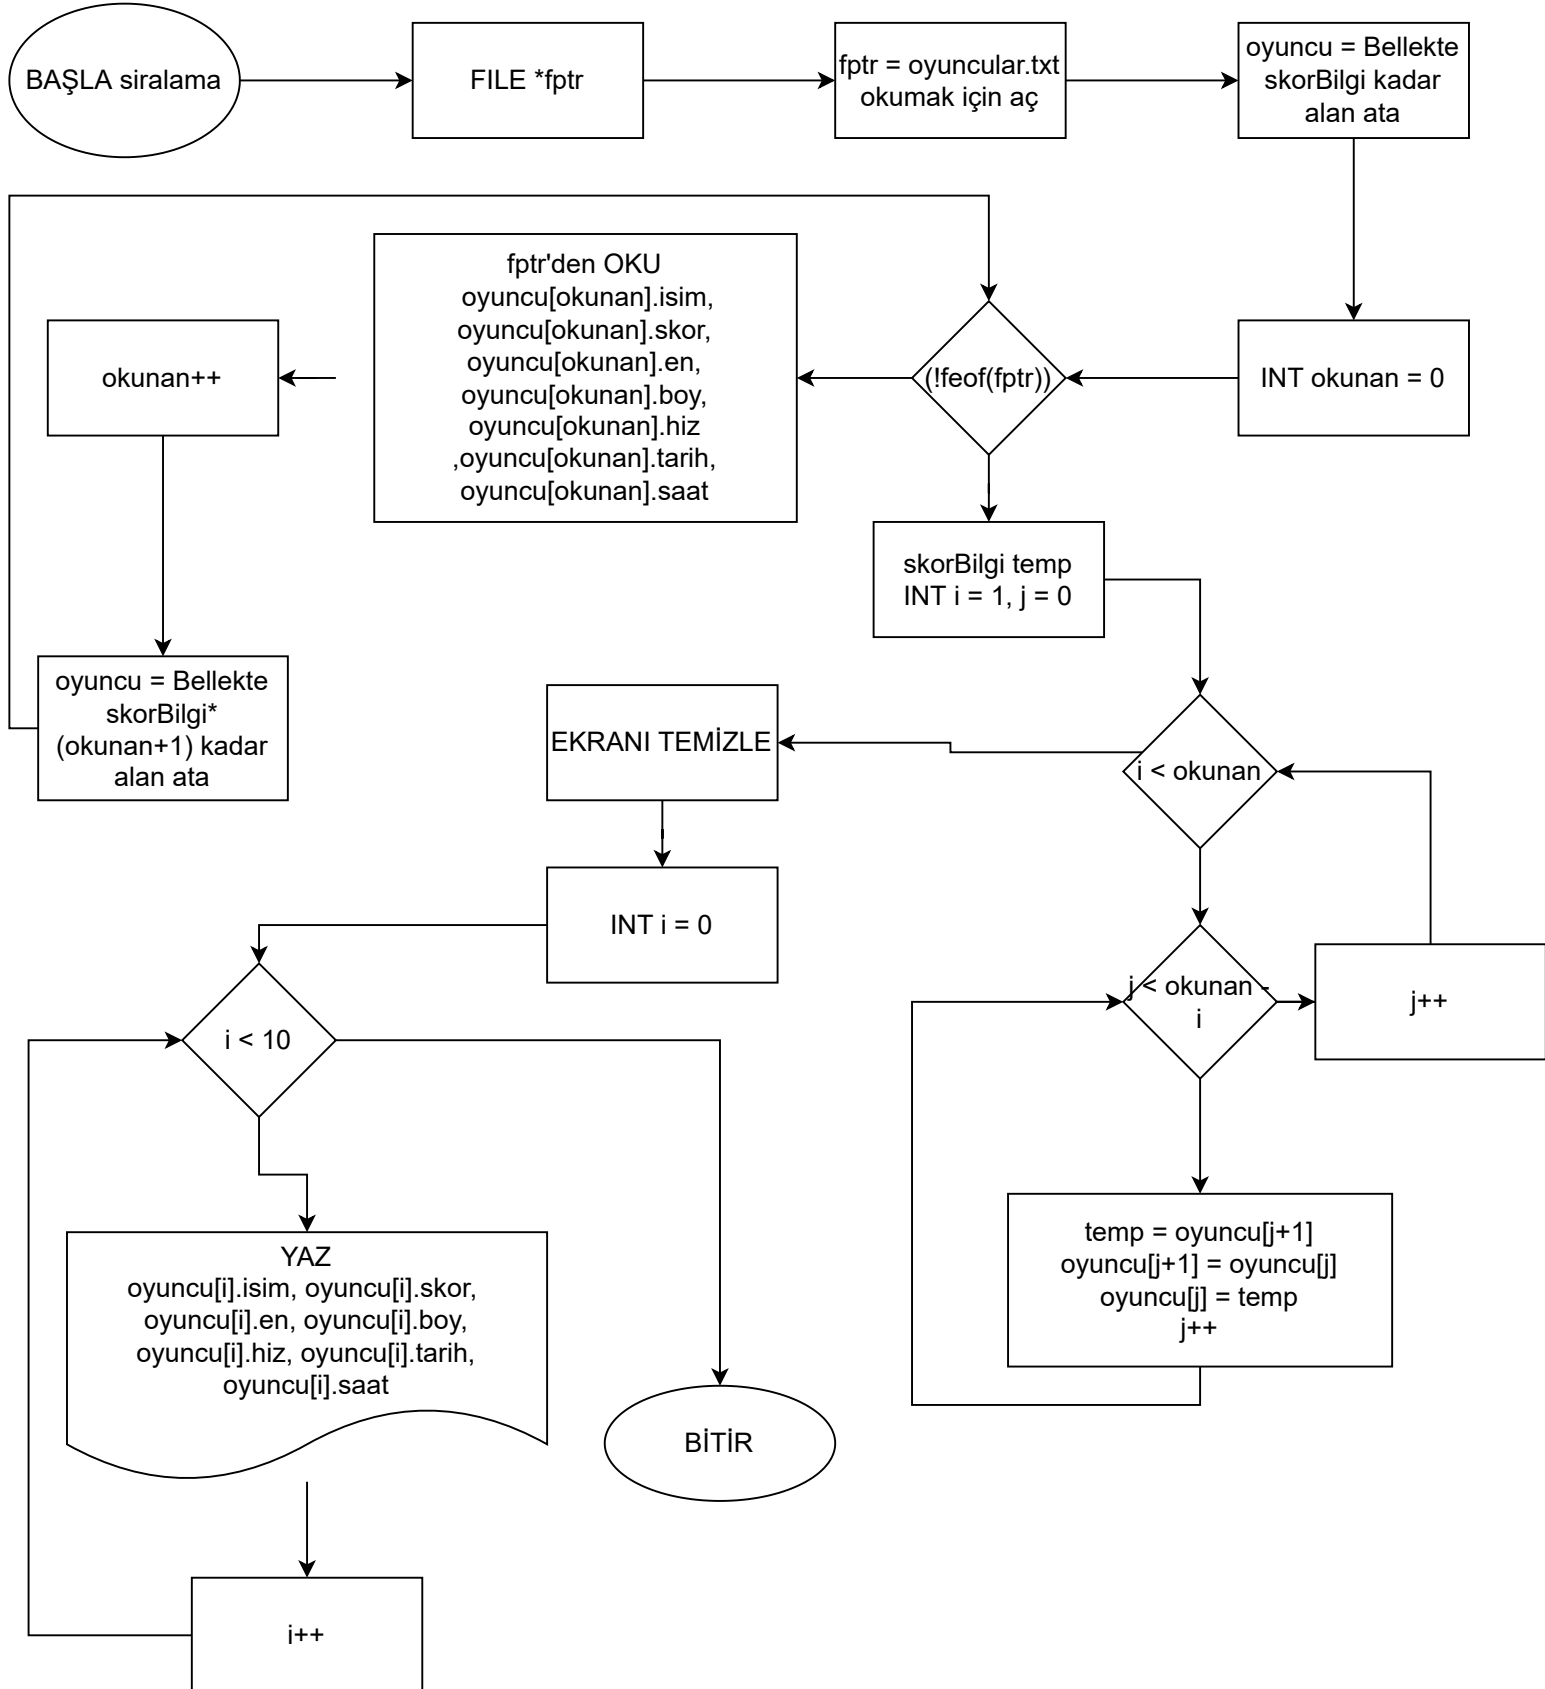 BAŞLA siralama
FILE *fptr
fptr = oyuncular.txt
okumak için aç
oyuncu = Bellekte
skorBilgi kadar
alan ata
INT okunan = 0
(!feof(fptr))
fptr'den OKU
oyuncu[okunan].isim,
oyuncu[okunan].skor,
oyuncu[okunan].en,
oyuncu[okunan].boy,
oyuncu[okunan].hiz
,oyuncu[okunan].tarih,
oyuncu[okunan].saat
okunan++
oyuncu = Bellekte
skorBilgi*
(okunan+1) kadar
alan ata
skorBilgi temp
INT i = 1, j = 0
i < okunan
j < okunan -
i
j++
temp = oyuncu[j+1]
oyuncu[j+1] = oyuncu[j]
oyuncu[j] = temp
j++
EKRANI TEMİZLE
INT i = 0
i < 10
YAZ
oyuncu[i].isim, oyuncu[i].skor,
oyuncu[i].en, oyuncu[i].boy,
oyuncu[i].hiz, oyuncu[i].tarih,
oyuncu[i].saat
i++
BİTİR